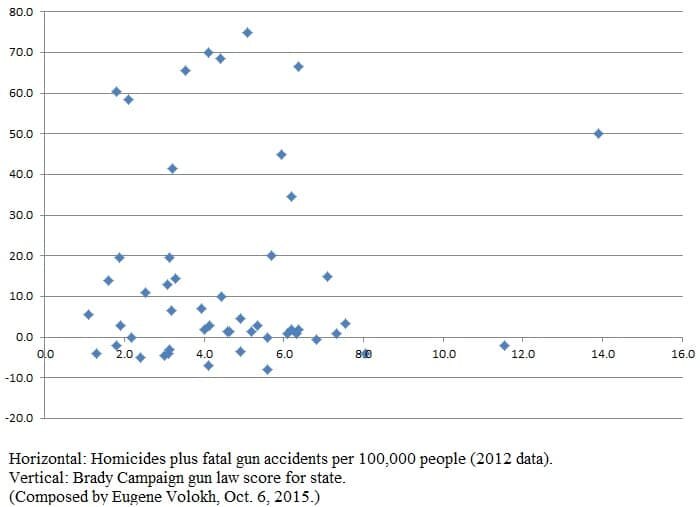 80.0
70.0
60.0
50.0
40.0
30.0
20.0
10.0
0.0
0.0 2.0 4.0 6.0 8.0 10.0 12.0 14.0 16.0
-10.0
-20.0
Horizontal: Homicides plus fatal gun accidents per 100,000 people (2012 data).
Vertical: Brady Campaign gun law score for state.
(Composed by Eugene Volokh, Oct. 6, 2015.)